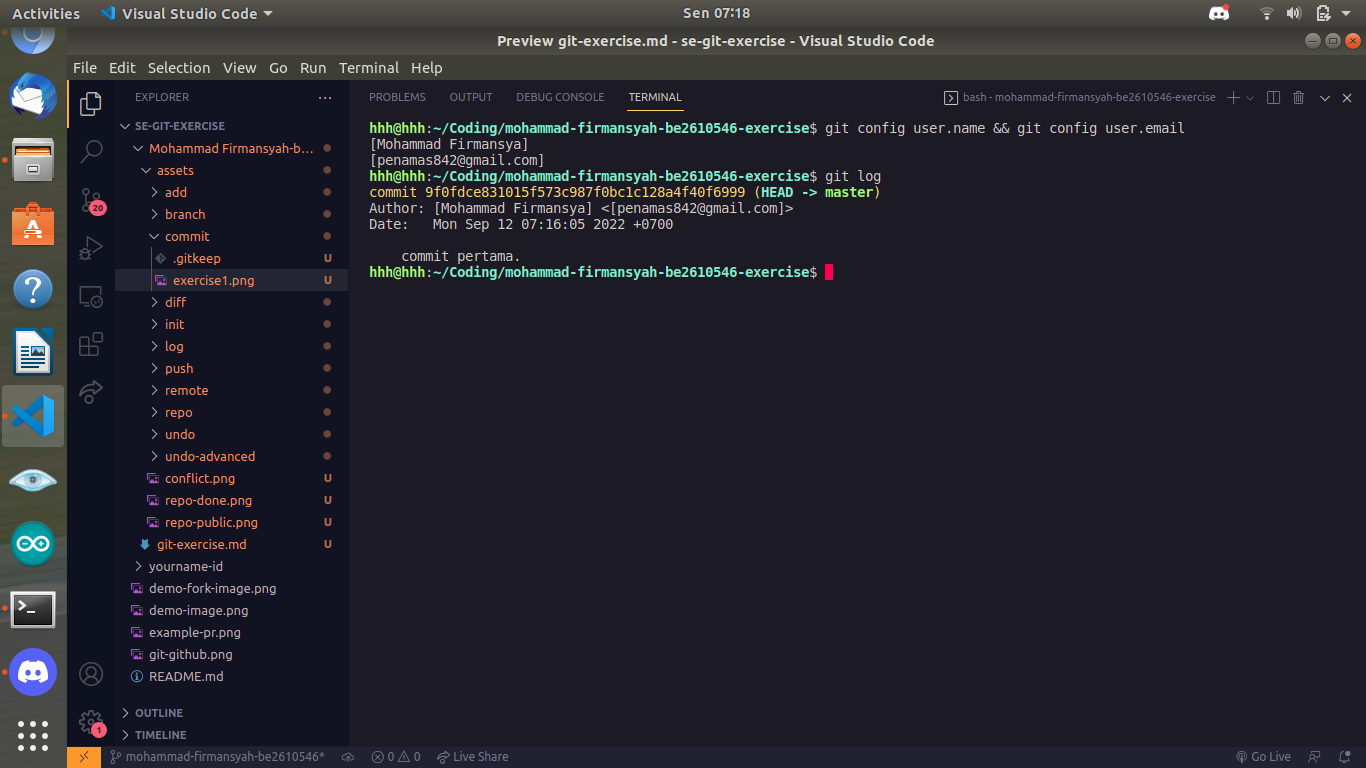 Activities
Visual Studio Code
Sen 07:18
Preview git-exercise.md - se-git-exercise - Visual Studio Code
File Edit Selection View Go Run Terminal Help
EXPLORER
SE-GIT-EXERCISE
Mohammad Firmansyah-b...
assets
add
branch
commit
.gitkeep U
exercise1.png U
diff
init
log
push
remote
repo
undo
undo-advanced
conflict.png U
repo-done.png U
repo-public.png U
git-exercise.md U
yourname-id
demo-fork-image.png
demo-image.png
example-pr.png
git-github.png
README.md
OUTLINE
TIMELINE
20
1
PROBLEMS OUTPUT DEBUG CONSOLE TERMINAL
bash - mohammad-firmansyah-be2610546-exercise
hhh@hhh:~/Coding/mohammad-firmansyah-be2610546-exercise$ git config user.name && git config user.email
[Mohammad Firmansya]
[penamas842@gmail.com]
hhh@hhh:~/Coding/mohammad-firmansyah-be2610546-exercise$ git log
commit 9f0fdce831015f573c987f0bc1c128a4f40f6999 (HEAD -> master)
Author: [Mohammad Firmansya] <[penamas842@gmail.com]>
Date:   Mon Sep 12 07:16:05 2022 +0700
commit pertama.
hhh@hhh:~/Coding/mohammad-firmansyah-be2610546-exercise$
mohammad-firmansyah-be2610546* 0 0 Live Share
Go Live